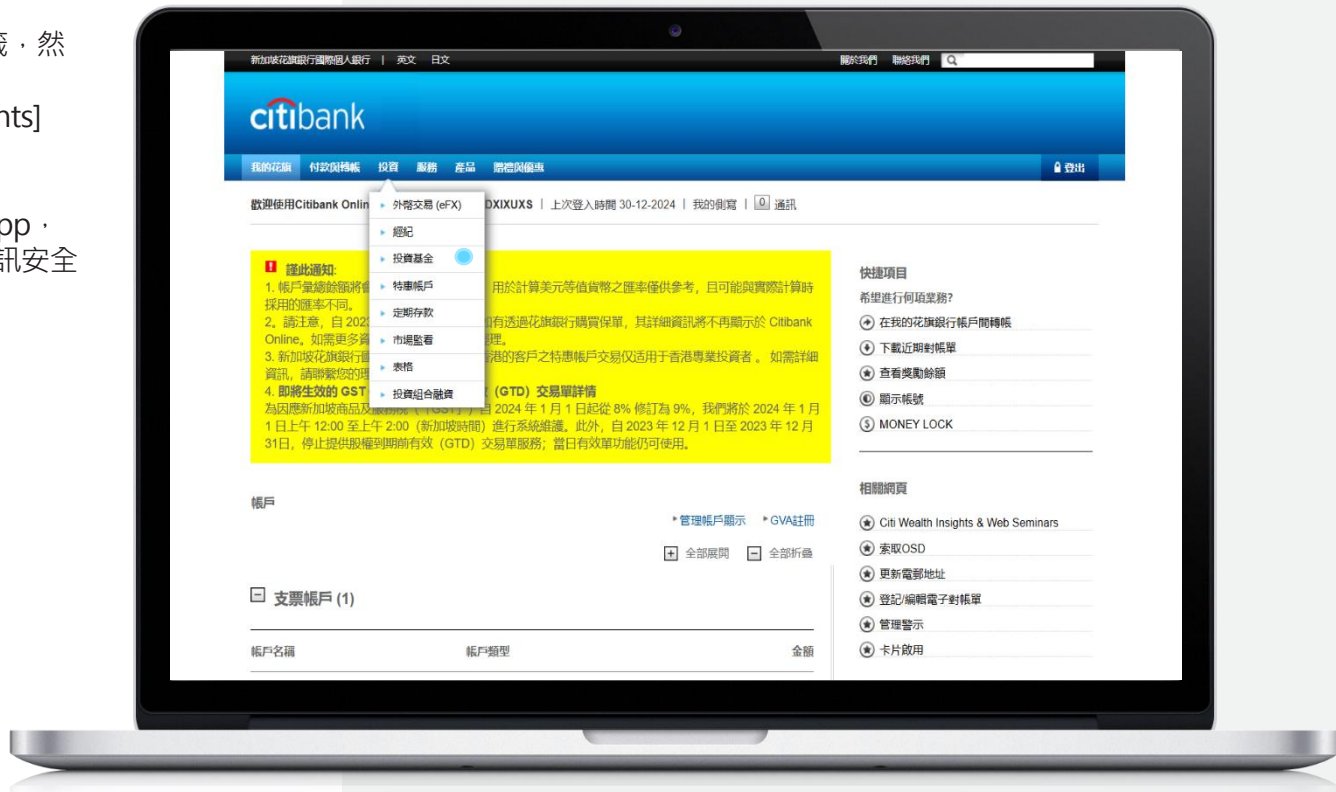 籤，然
nts]
pp，
訊安全
新加坡花旗銀行國際個人銀行 | 英文 日文
關於我們 聯絡我們
citibank
我的花旗 付款與轉帳 投資 服務 產品 贈禮與優惠
登出
歡迎使用Citibank Onlin DXIXUXS | 上次登入時間 30-12-2024 | 我的側寫 | 0 通訊
外幣交易 (eFX)
經紀
投資基金
特惠帳戶
定期存款
市場監看
表格
投資組合融資
謹此通知:
1. 帳戶彙總餘額將會 用於計算美元等值貨幣之匯率僅供參考，且可能與實際計算時
採用的匯率不同。
2。請注意，自 2023 如有透過花旗銀行購買保單，其詳細資訊將不再顯示於 Citibank
Online。如需更多資 理。
3. 新加坡花旗銀行國 香港的客戶之特惠帳戶交易仅适用于香港專業投資者 。 如需詳細
資訊，請聯繫您的理
4. 即將生效的 GST (GTD）交易單詳情
為因應新加坡商品及服務稅（「GST」）自 2024 年 1 月 1 日起從 8% 修訂為 9%，我們將於 2024 年 1 月
1 日上午 12:00 至上午 2:00（新加坡時間）進行系統維護。此外，自 2023 年 12 月 1 日至 2023 年 12 月
31日，停止提供股權到期前有效（GTD）交易單服務；當日有效單功能仍可使用。
帳戶
管理帳戶顯示 GVA註冊
+ 全部展開 − 全部折疊
− 支票帳戶 (1)
帳戶名稱 帳戶類型 金額
快捷項目
希望進行何項業務?
在我的花旗銀行帳戶間轉帳
下載近期對帳單
查看獎勵餘額
顯示帳號
MONEY LOCK
相關網頁
Citi Wealth Insights & Web Seminars
索取OSD
更新電郵地址
登記/編輯電子對帳單
管理警示
卡片啟用